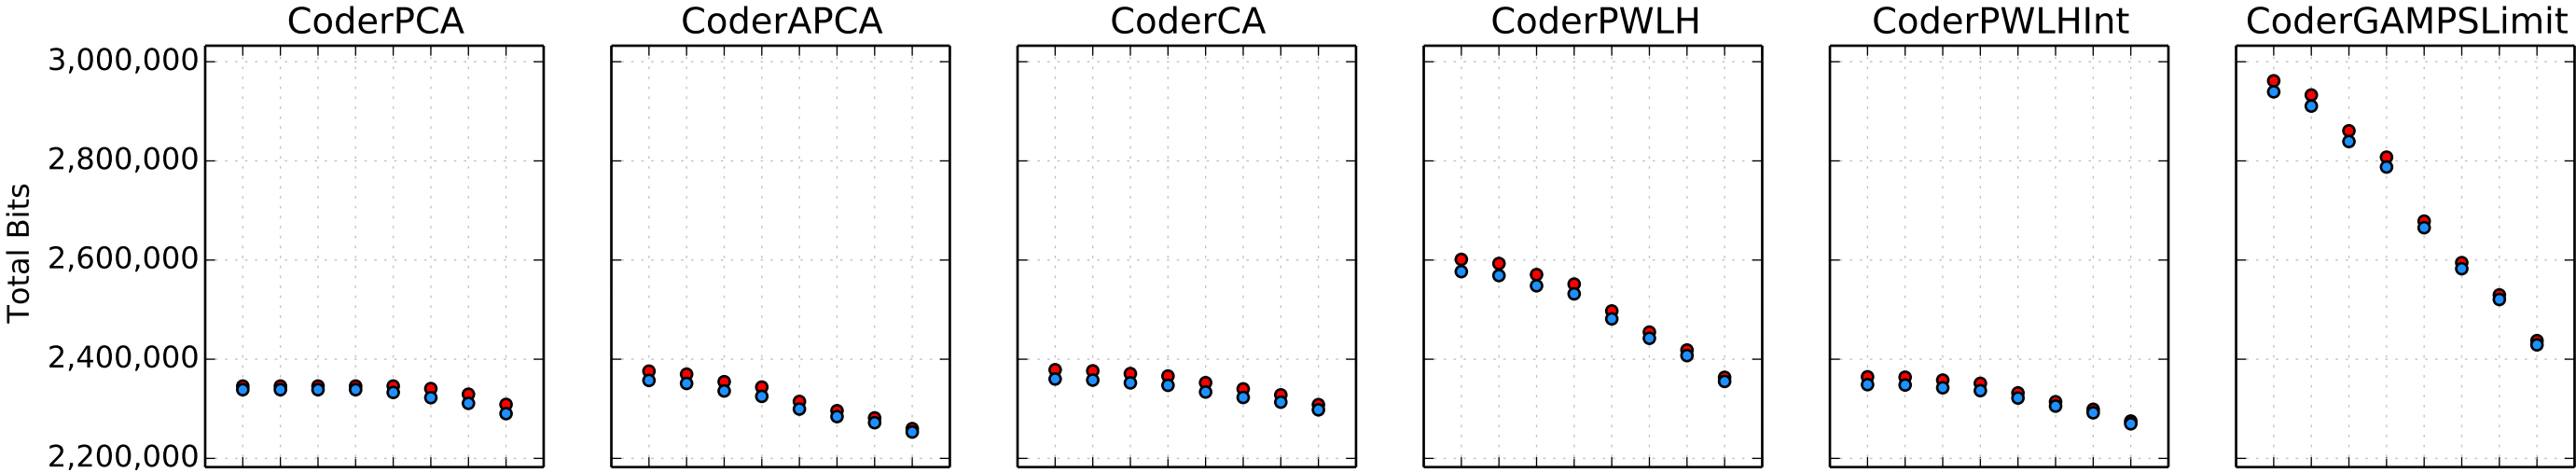 CoderPCA
CoderAPCA
CoderCA
CoderPWLH
CoderPWLHInt
CoderGAMPSLimit
Total Bits
3,000,000
2,800,000
2,600,000
2,400,000
2,200,000